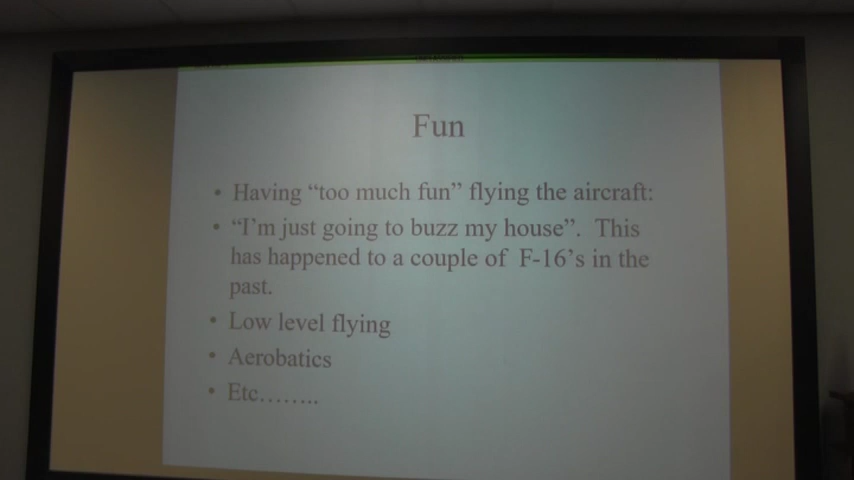 Fun
• Having “too much fun” flying the aircraft:
• “I’m just going to buzz my house”. This
has happened to a couple of F-16’s in the
past.
• Low level flying
• Aerobatics
• Etc……..